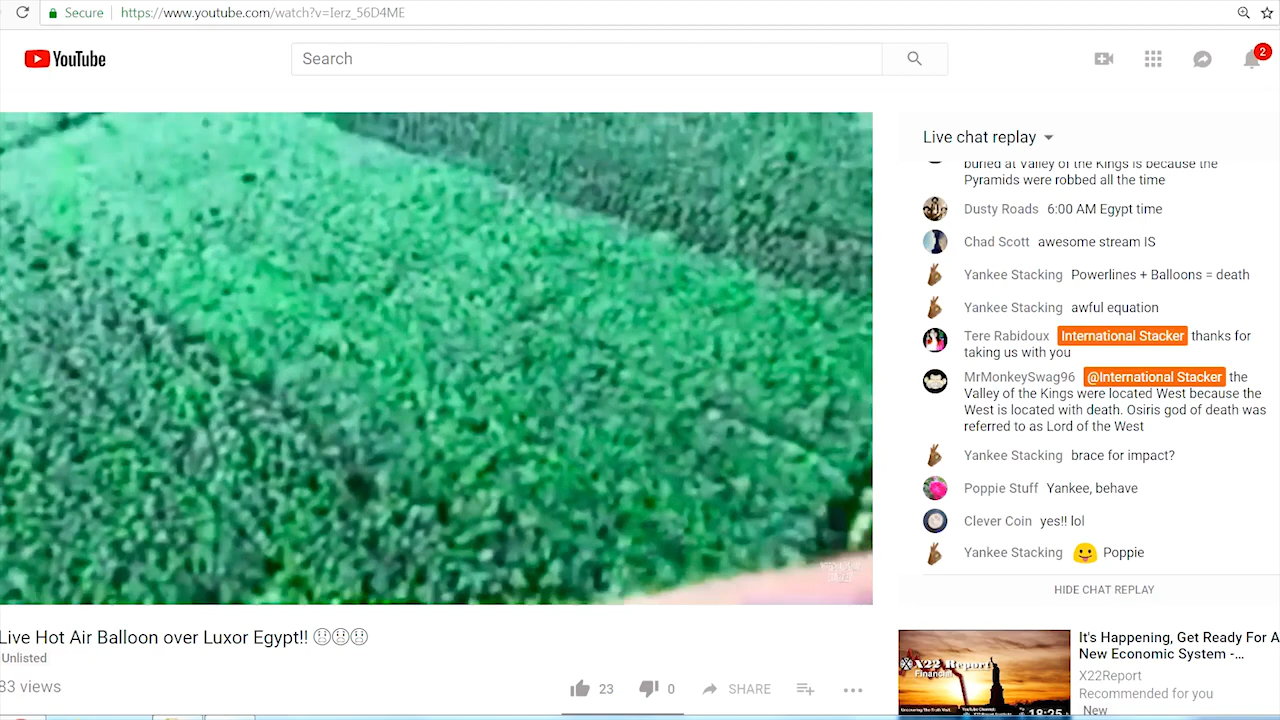 Secure
https://www.youtube.com/watch?v=Ierz_56D4ME
YouTube
Search
2
Live chat replay
buried at Valley of the Kings is because the
Pyramids were robbed all the time
Dusty Roads 6:00 AM Egypt time
Chad Scott awesome stream IS
Yankee Stacking Powerlines + Balloons = death
Yankee Stacking awful equation
Tere Rabidoux International Stacker thanks for
taking us with you
MrMonkeySwag96 @International Stacker the
Valley of the Kings were located West because the
West is located with death. Osiris god of death was
referred to as Lord of the West
Yankee Stacking brace for impact?
Poppie Stuff Yankee, behave
Clever Coin yes!! lol
Yankee Stacking 😛 Poppie
HIDE CHAT REPLAY
Live Hot Air Balloon over Luxor Egypt!!
Unlisted
83 views
23
0
SHARE
It's Happening, Get Ready For A
New Economic System -...
X22Report
Recommended for you
New
X22 Report
Financial
18:25